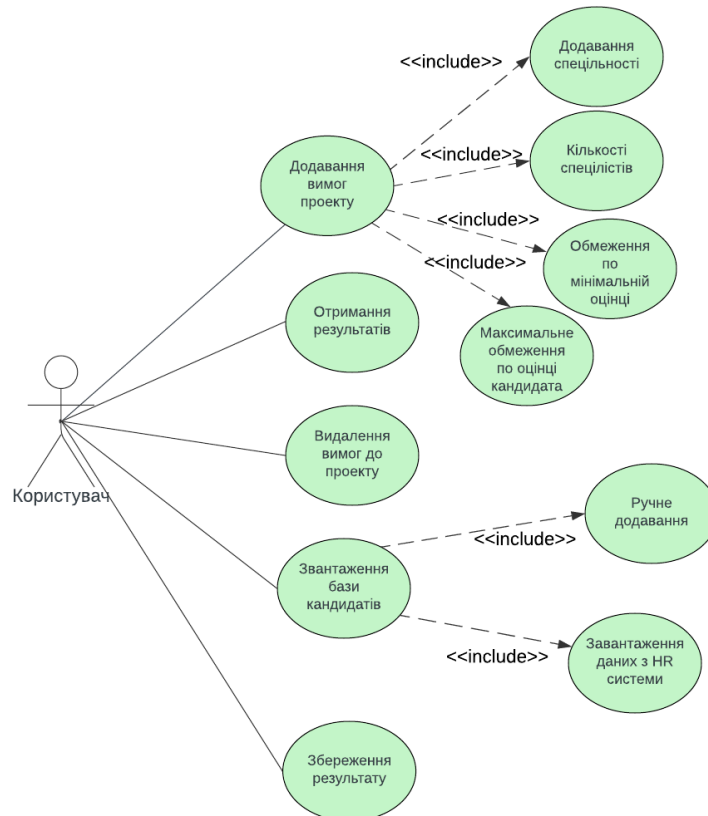 Додавання
спецільності
<<include>>
Додавання
вимог
проекту
<<include>>
Кількості
спецілістів
<<include>>
Обмеження
по
мінімальній
оцінці
<<include>>
Максимальне
обмеження
по оцінці
кандидата
Отримання
результатів
Видалення
вимог до
проекту
Користувач
Звантаження
бази
кандидатів
<<include>>
Ручне
додавання
<<include>>
Завантаження
даних з HR
системи
Збереження
результату